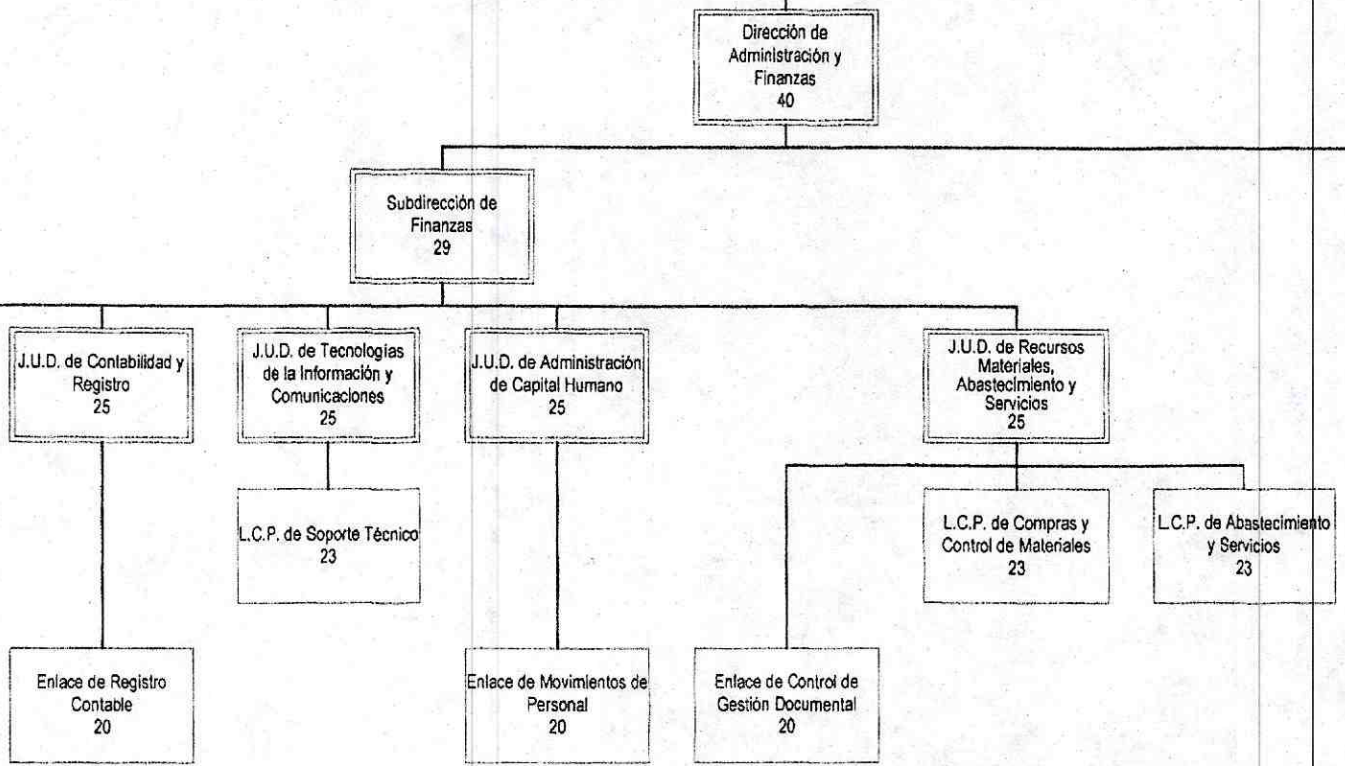 Dirección de
Administración y
Finanzas
40
Subdirección de
Finanzas
29
J.U.D. de Contabilidad y
Registro
25
J.U.D. de Tecnologías
de la Información y
Comunicaciones
25
J.U.D. de Administración
de Capital Humano
25
J.U.D. de Recursos
Materiales,
Abastecimiento y
Servicios
25
L.C.P. de Soporte Técnico
23
L.C.P. de Compras y
Control de Materiales
23
L.C.P. de Abastecimiento
y Servicios
23
Enlace de Registro
Contable
20
Enlace de Movimientos de
Personal
20
Enlace de Control de
Gestión Documental
20